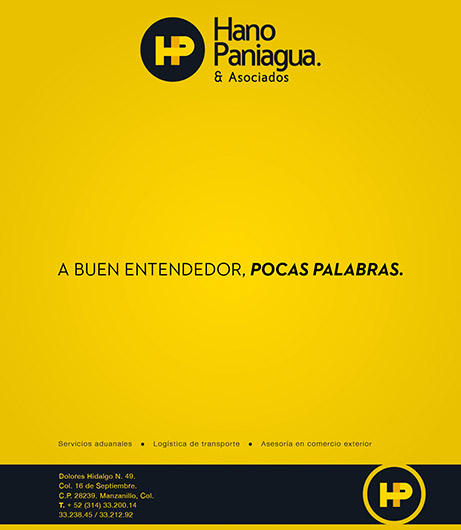 HP
Hano
Paniagua.
& Asociados
A BUEN ENTENDEDOR, POCAS PALABRAS.
Servicios aduanales • Logística de transporte • Asesoría en comercio exterior
Dolores Hidalgo N. 49.
Col. 16 de Septiembre.
C.P. 28239. Manzanillo, Col.
T. + 52 (314) 33.200.14
33.238.45 / 33.212.92
HP